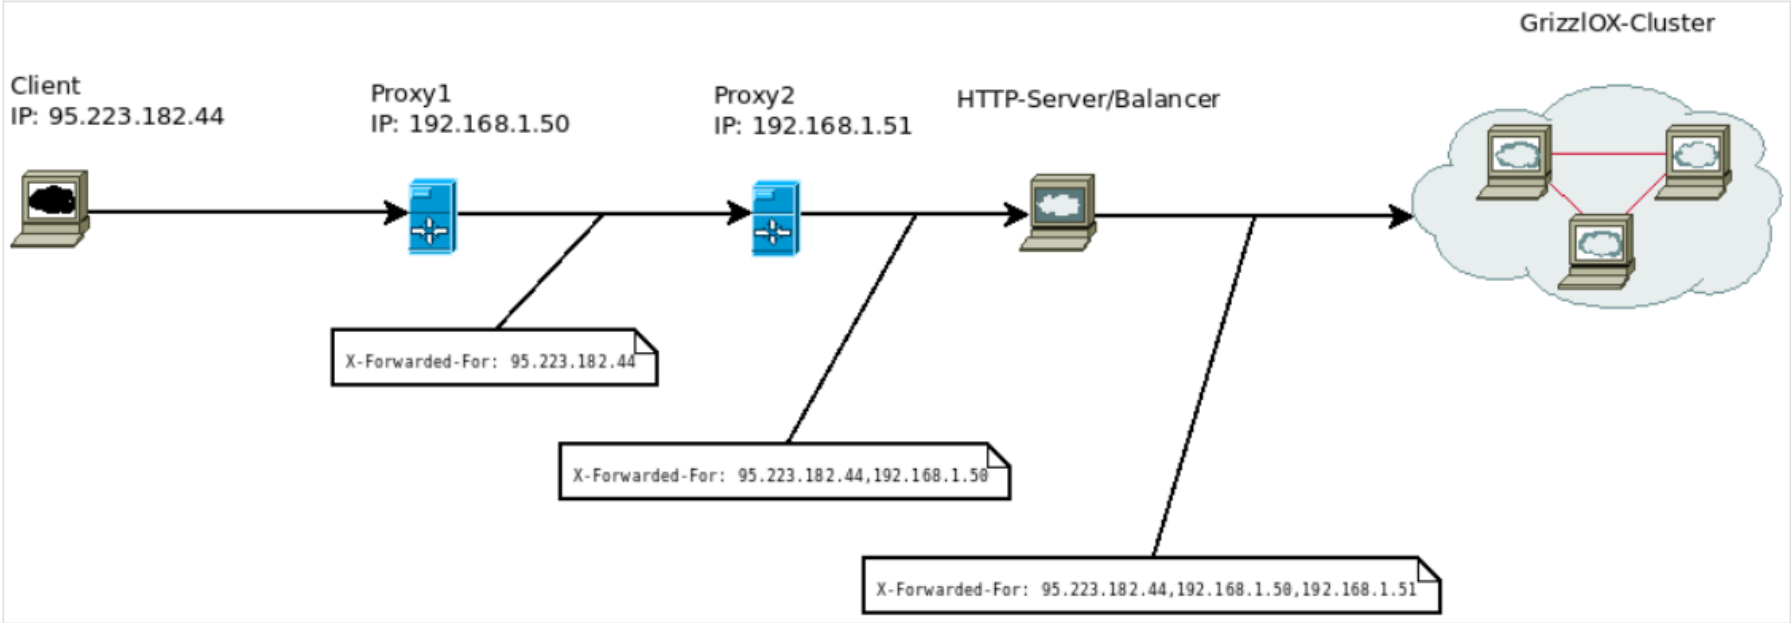 GrizzlOX-Cluster
Client
IP: 95.223.182.44
Proxy1
IP: 192.168.1.50
Proxy2
IP: 192.168.1.51
HTTP-Server/Balancer
X-Forwarded-For: 95.223.182.44
X-Forwarded-For: 95.223.182.44,192.168.1.50
X-Forwarded-For: 95.223.182.44,192.168.1.50,192.168.1.51